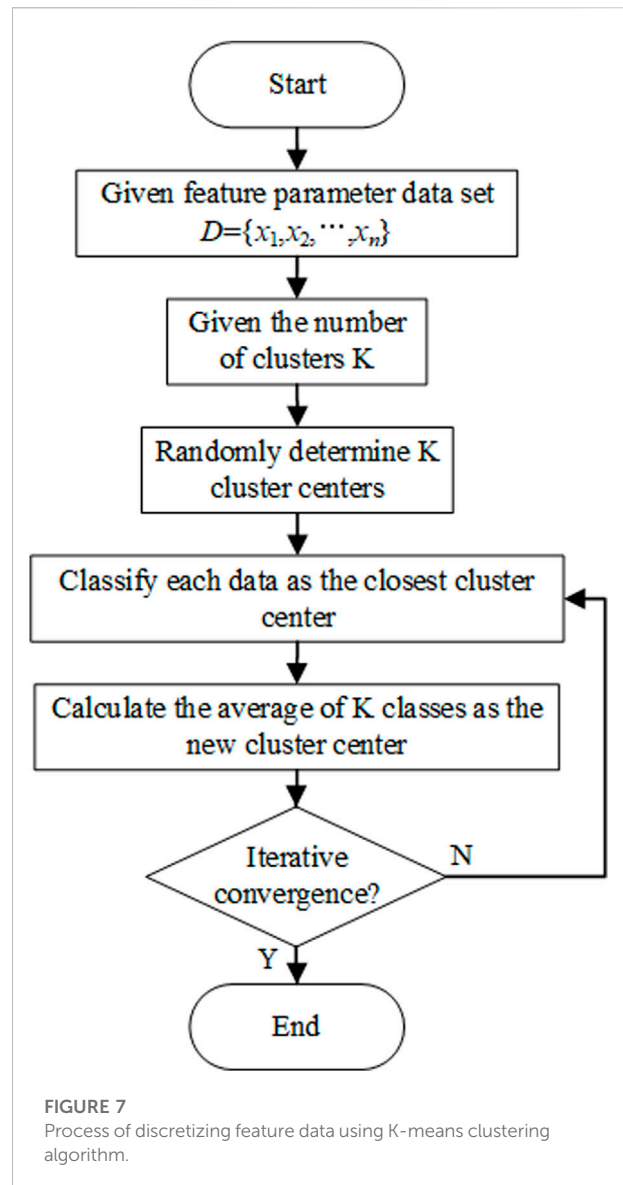 Start
Given feature parameter data set
D={x₁,x₂,⋯,xₙ}
Given the number
of clusters K
Randomly determine K
cluster centers
Classify each data as the closest cluster
center
Calculate the average of K classes as the
new cluster center
Iterative
convergence?
N
Y
End
FIGURE 7
Process of discretizing feature data using K-means clustering
algorithm.